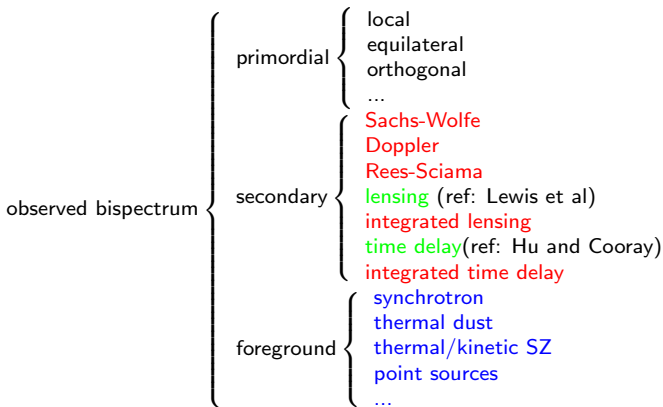 observed bispectrum
primordial
local
equilateral
orthogonal
...
secondary
Sachs-Wolfe
Doppler
Rees-Sciama
lensing (ref: Lewis et al)
integrated lensing
time delay(ref: Hu and Cooray)
integrated time delay
foreground
synchrotron
thermal dust
thermal/kinetic SZ
point sources
...